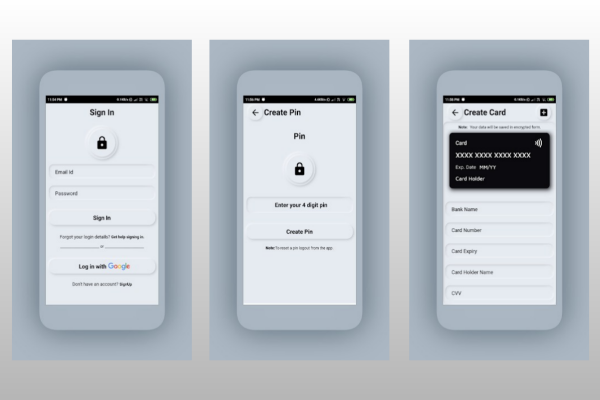 11:04 PM
Sign In
Email Id
Password
Sign In
Forgot your login details? Get help signing in.
or
Log in with Google
Don't have an account? SignUp
11:05 PM
Create Pin
Pin
Enter your 4 digit pin
Create Pin
Note: To reset a pin logout from the app.
11:06 PM
Create Card
Note: Your data will be saved in encrypted form
Card
XXXX XXXX XXXX XXXX
Exp. Date MM/YY
Card Holder
Bank Name
Card Number
Card Expiry
Card Holder Name
CVV